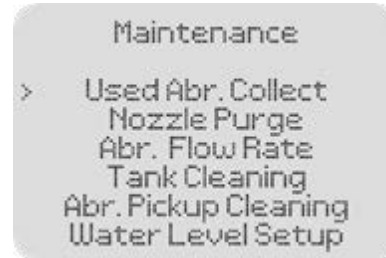 Maintenance
> Used Abr. Collect
Nozzle Purge
Abr. Flow Rate
Tank Cleaning
Abr. Pickup Cleaning
Water Level Setup